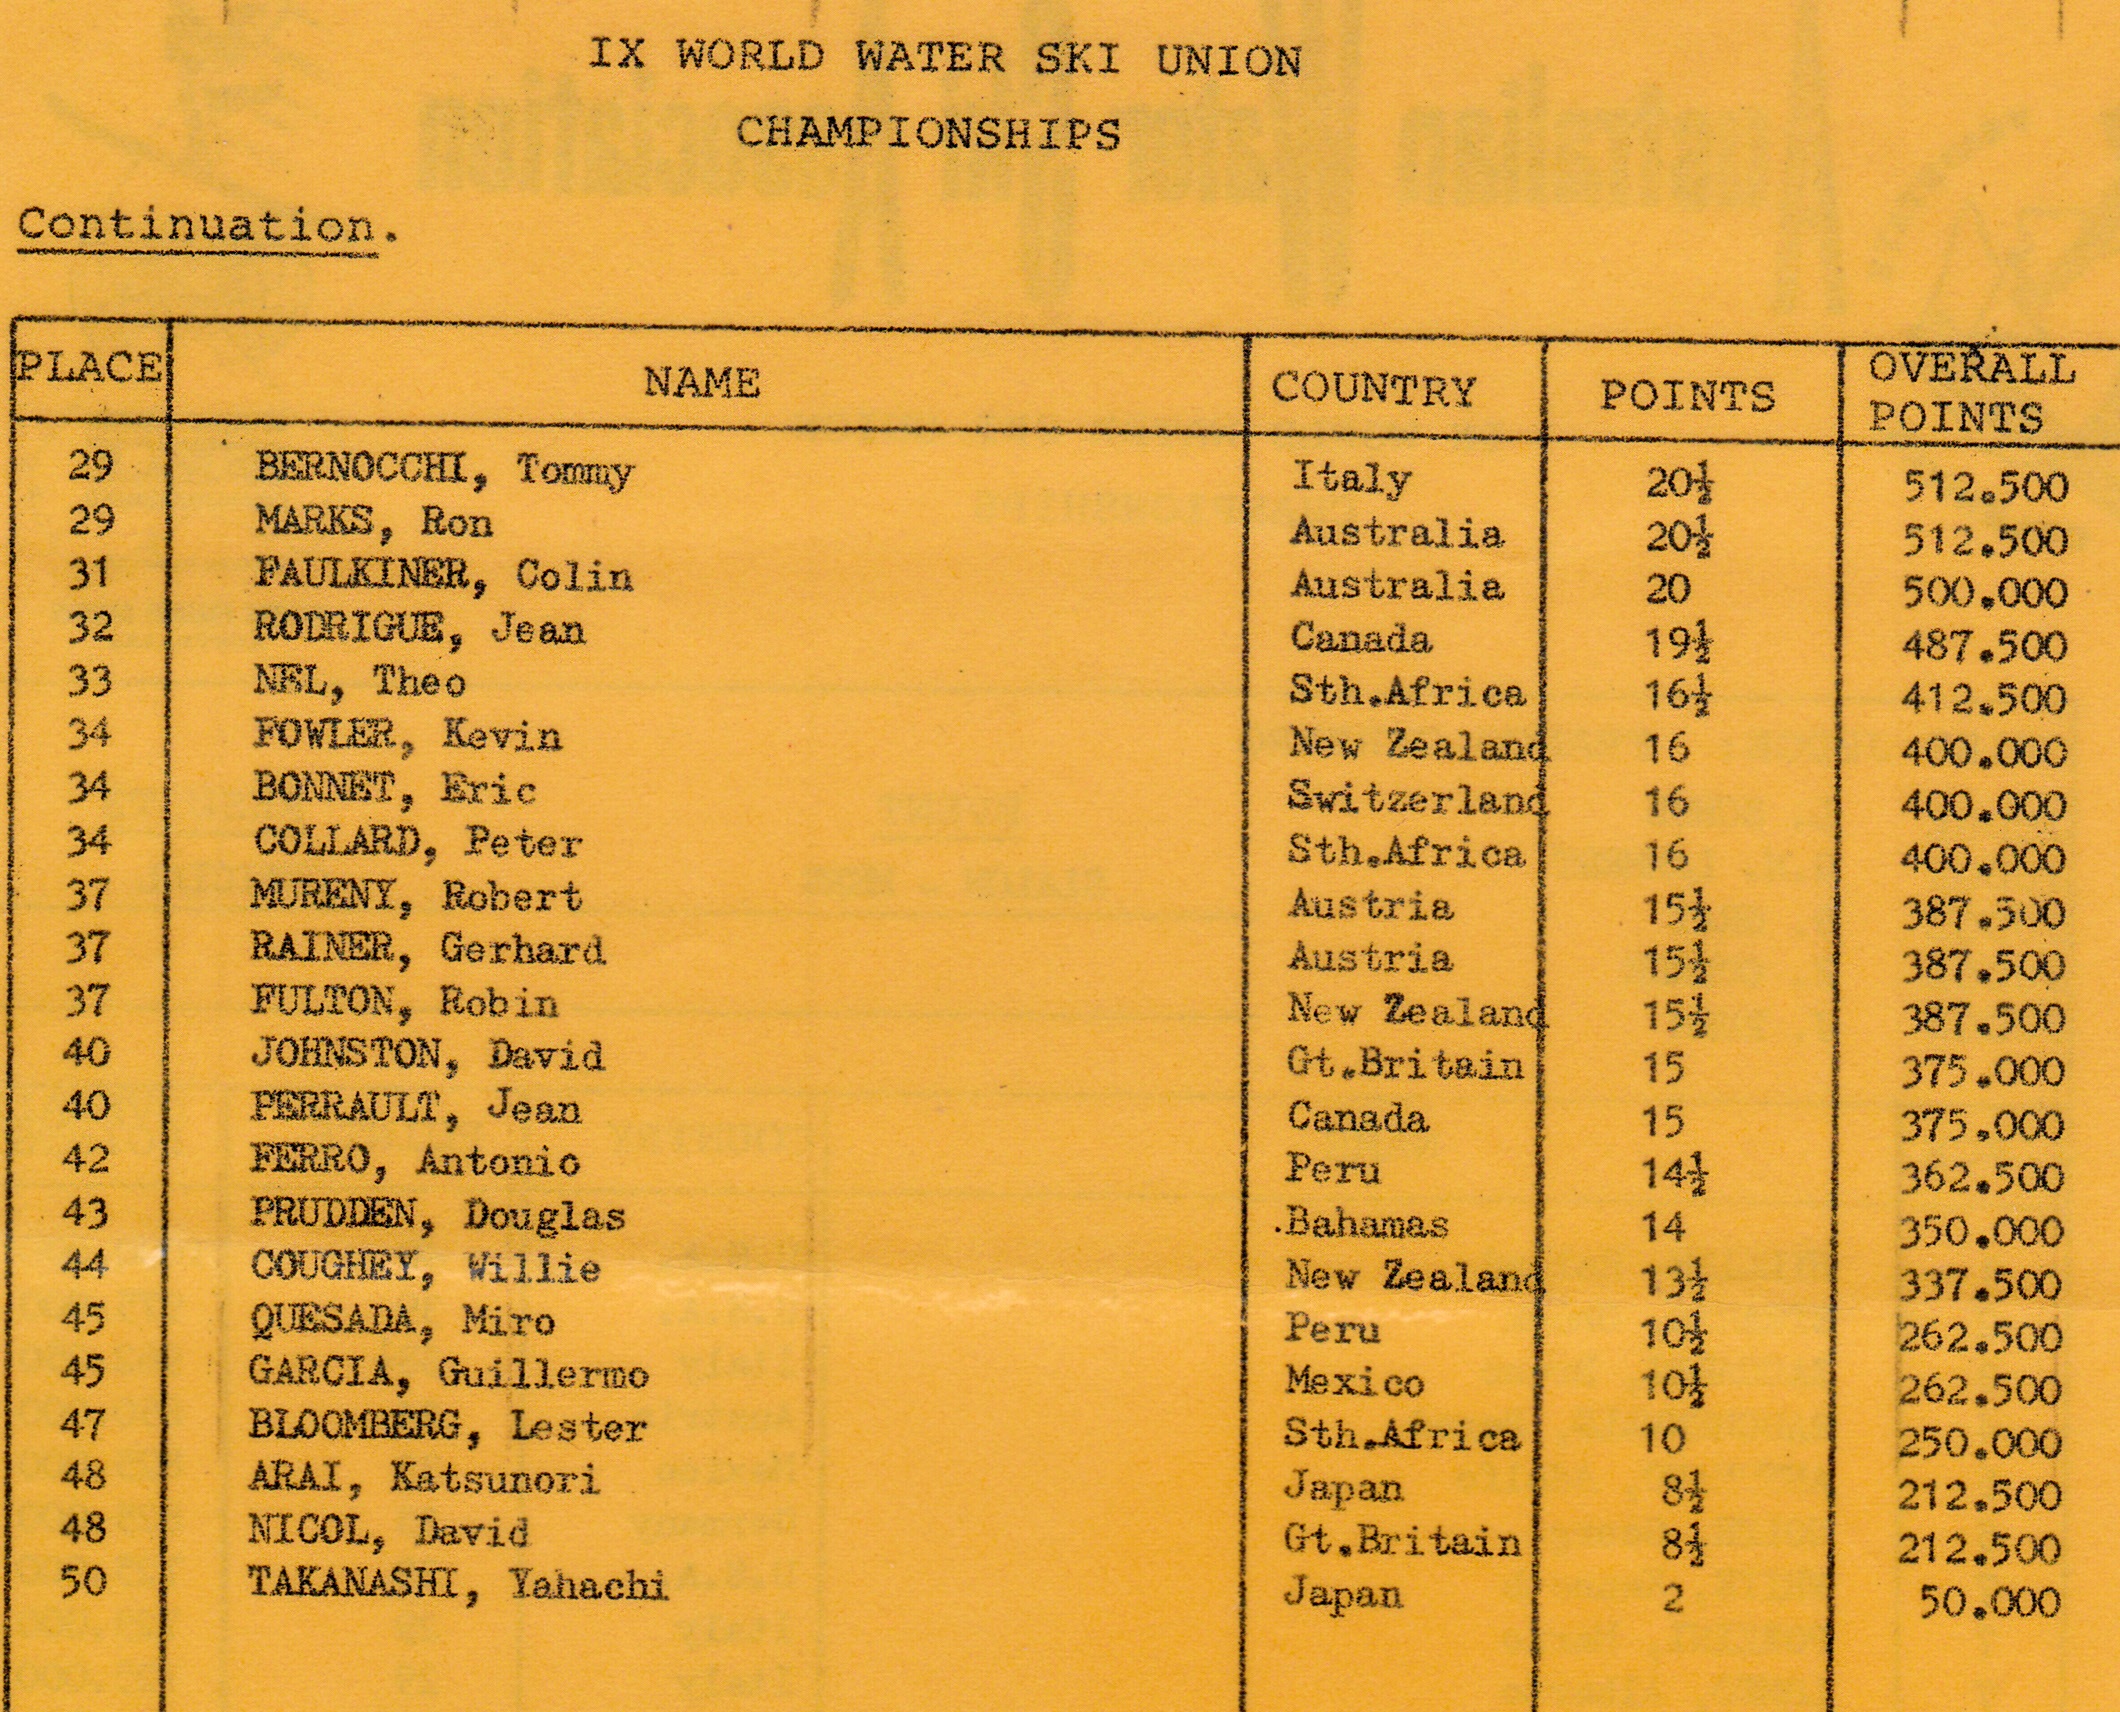 IX WORLD WATER SKI UNION
CHAMPIONSHIPS
Continuation.
PLACE NAME COUNTRY POINTS OVERALL POINTS
29 BERNOCCHI, Tommy Italy 20½ 512.500
29 MARKS, Ron Australia 20½ 512.500
31 FAULKINER, Colin Australia 20 500.000
32 RODRIGUE, Jean Canada 19½ 487.500
33 NEL, Theo Sth.Africa 16½ 412.500
34 FOWLER, Kevin New Zealand 16 400.000
34 BONNET, Eric Switzerland 16 400.000
34 COLLARD, Peter Sth.Africa 16 400.000
37 MURENY, Robert Austria 15½ 387.500
37 RAINER, Gerhard Austria 15½ 387.500
37 FULTON, Robin New Zealand 15½ 387.500
40 JOHNSTON, David Gt.Britain 15 375.000
40 PERRAULT, Jean Canada 15 375.000
42 FERRO, Antonio Peru 14½ 362.500
43 PRUDDEN, Douglas Bahamas 14 350.000
44 COUGHEY, Willie New Zealand 13½ 337.500
45 QUESADA, Miro Peru 10½ 262.500
45 GARCIA, Guillermo Mexico 10½ 262.500
47 BLOOMBERG, Lester Sth.Africa 10 250.000
48 ARAI, Katsunori Japan 8½ 212.500
48 NICOL, David Gt.Britain 8½ 212.500
50 TAKANASHI, Yahachi Japan 2 50.000